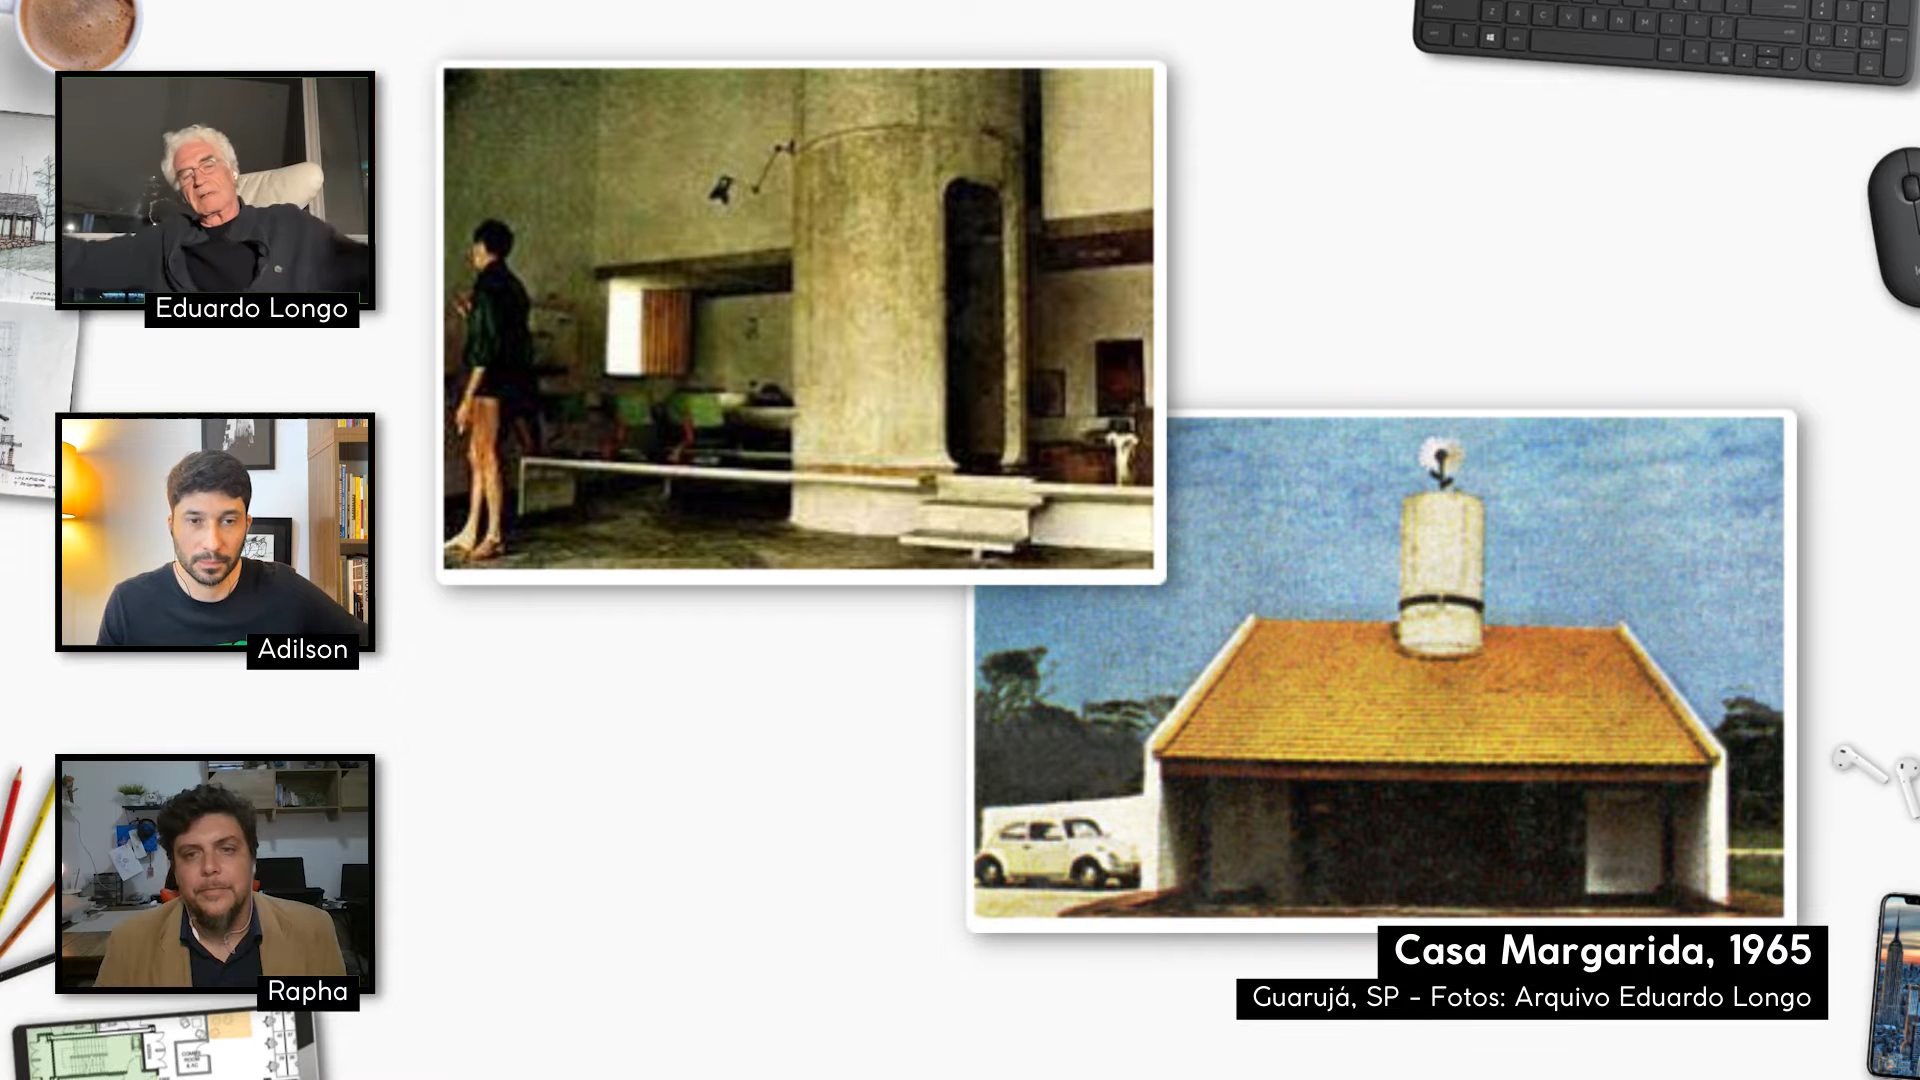 Eduardo Longo
Adilson
Rapha
Casa Margarida, 1965
Guarujá, SP - Fotos: Arquivo Eduardo Longo